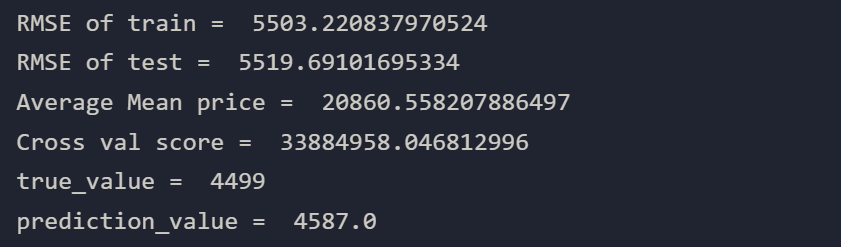 RMSE of train =  5503.220837970524
RMSE of test =  5519.69101695334
Average Mean price =  20860.558207886497
Cross val score =  33884958.046812996
true_value =  4499
prediction_value =  4587.0